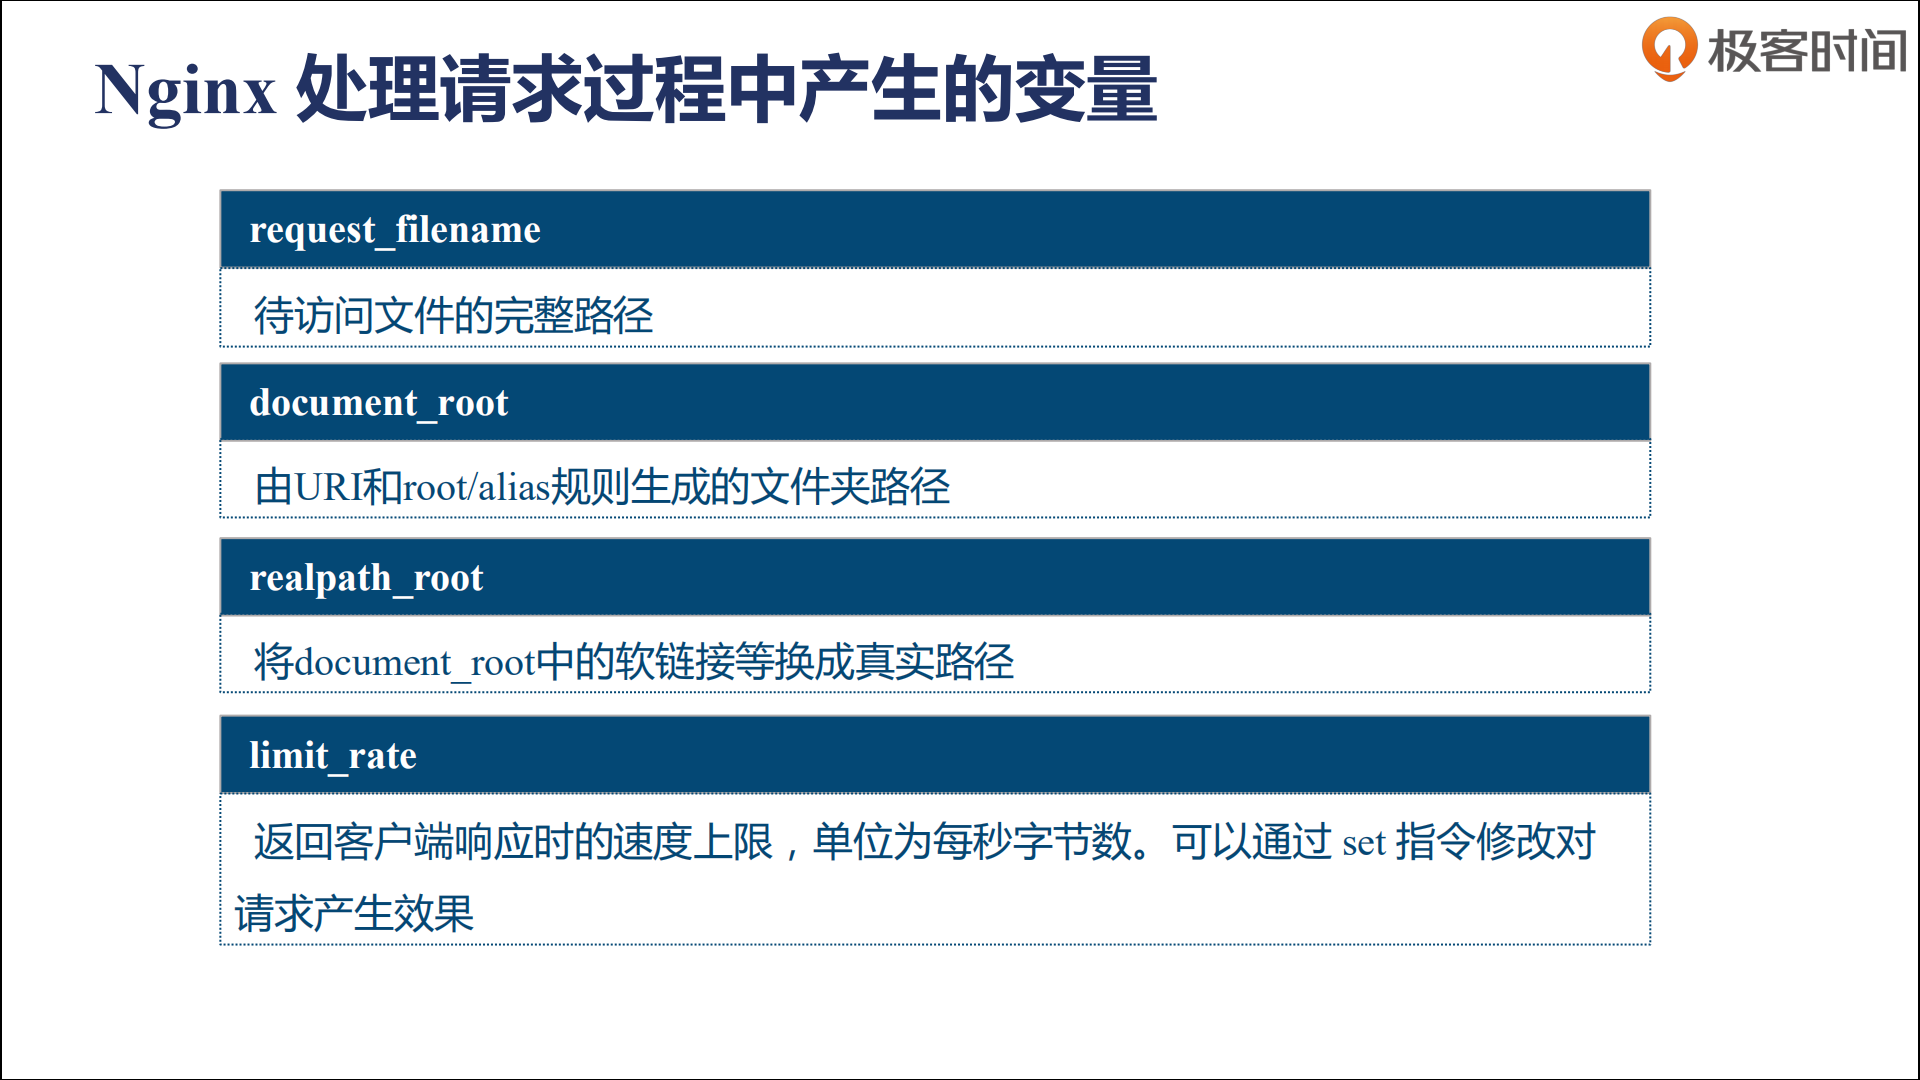 Nginx 处理请求过程中产生的变量
极客时间
request_filename
待访问文件的完整路径
document_root
由URI和root/alias规则生成的文件夹路径
realpath_root
将document_root中的软链接等换成真实路径
limit_rate
返回客户端响应时的速度上限，单位为每秒字节数。可以通过 set 指令修改对
请求产生效果